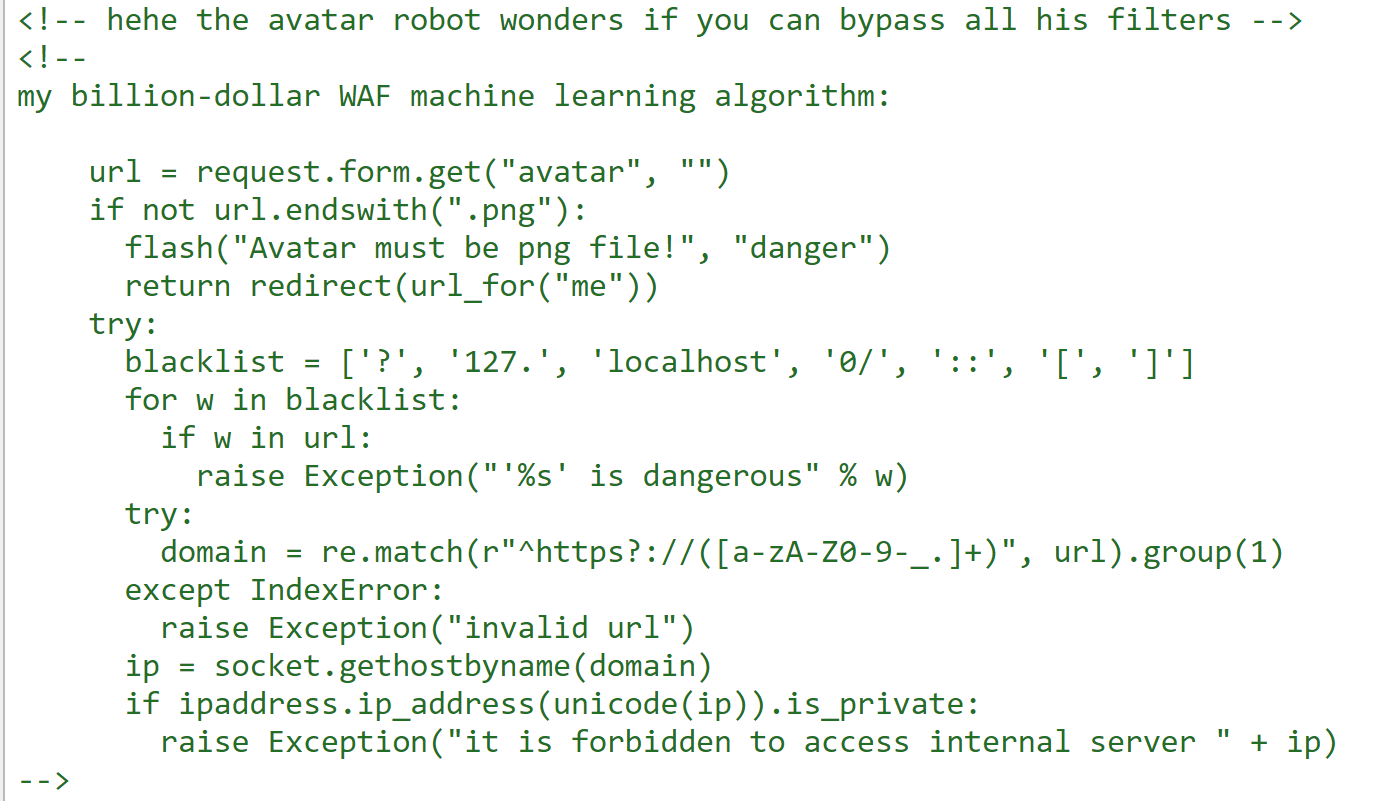 <!-- hehe the avatar robot wonders if you can bypass all his filters -->
<!--
my billion-dollar WAF machine learning algorithm:

    url = request.form.get("avatar", "")
    if not url.endswith(".png"):
      flash("Avatar must be png file!", "danger")
      return redirect(url_for("me"))
    try:
      blacklist = ['?', '127.', 'localhost', '0/', '::', '[', ']']
      for w in blacklist:
        if w in url:
          raise Exception("'%s' is dangerous" % w)
      try:
        domain = re.match(r"^https?://([a-zA-Z0-9-_.]+)", url).group(1)
      except IndexError:
        raise Exception("invalid url")
      ip = socket.gethostbyname(domain)
      if ipaddress.ip_address(unicode(ip)).is_private:
        raise Exception("it is forbidden to access internal server " + ip)
-->